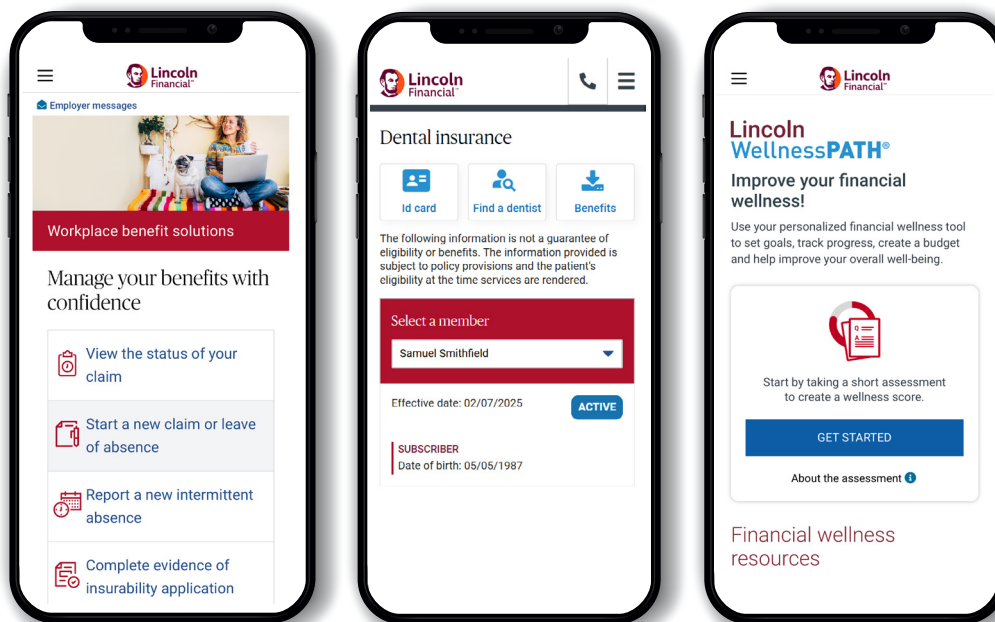 Lincoln
Financial™
Employer messages
Workplace benefit solutions
Manage your benefits with
confidence
View the status of your
claim
Start a new claim or leave
of absence
Report a new intermittent
absence
Complete evidence of
insurability application
Lincoln
Financial™
Dental insurance
Id card
Find a dentist
Benefits
The following information is not a guarantee of
eligibility or benefits. The information provided is
subject to policy provisions and the patient's
eligibility at the time services are rendered.
Select a member
Samuel Smithfield
Effective date: 02/07/2025
ACTIVE
SUBSCRIBER
Date of birth: 05/05/1987
Lincoln
Financial™
Lincoln
WellnessPATH®
Improve your financial
wellness!
Use your personalized financial wellness tool
to set goals, track progress, create a budget
and help improve your overall well-being.
Q
A
Start by taking a short assessment
to create a wellness score.
GET STARTED
About the assessment
Financial wellness
resources